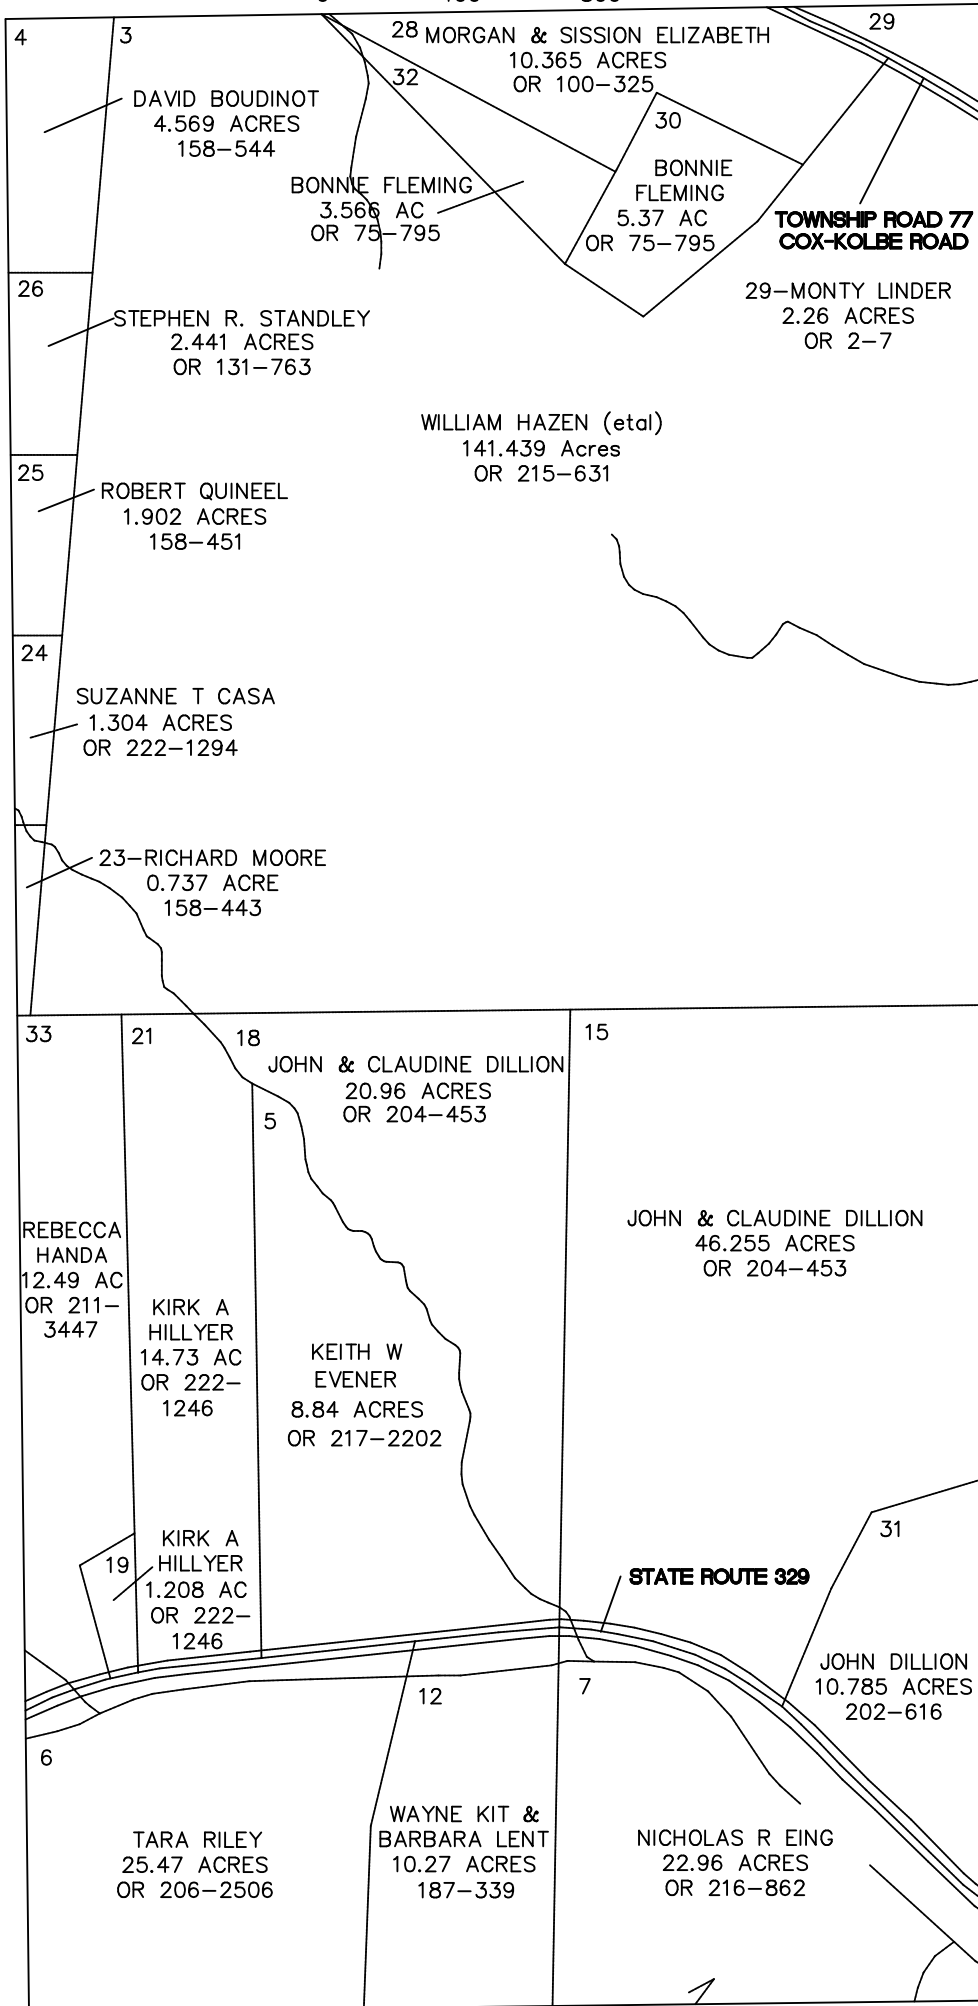 4
3
28
MORGAN & SISSION ELIZABETH
10.365 ACRES
OR 100-325
29
32
30
DAVID BOUDINOT
4.569 ACRES
158-544
BONNIE FLEMING
3.566 AC
OR 75-795
BONNIE
FLEMING
5.37 AC
OR 75-795
TOWNSHIP ROAD 77
COX-KOLBE ROAD
26
STEPHEN R. STANDLEY
2.441 ACRES
OR 131-763
29-MONTY LINDER
2.26 ACRES
OR 2-7
WILLIAM HAZEN (etal)
141.439 Acres
OR 215-631
25
ROBERT QUINEEL
1.902 ACRES
158-451
24
SUZANNE T CASA
1.304 ACRES
OR 222-1294
23-RICHARD MOORE
0.737 ACRE
158-443
33
21
18
15
JOHN & CLAUDINE DILLION
20.96 ACRES
OR 204-453
5
REBECCA
HANDA
12.49 AC
OR 211-
3447
JOHN & CLAUDINE DILLION
46.255 ACRES
OR 204-453
KIRK A
HILLYER
14.73 AC
OR 222-
1246
KEITH W
EVENER
8.84 ACRES
OR 217-2202
31
19
KIRK A
HILLYER
1.208 AC
OR 222-
1246
STATE ROUTE 329
JOHN DILLION
10.785 ACRES
202-616
12
7
6
TARA RILEY
25.47 ACRES
OR 206-2506
WAYNE KIT &
BARBARA LENT
10.27 ACRES
187-339
NICHOLAS R EING
22.96 ACRES
OR 216-862